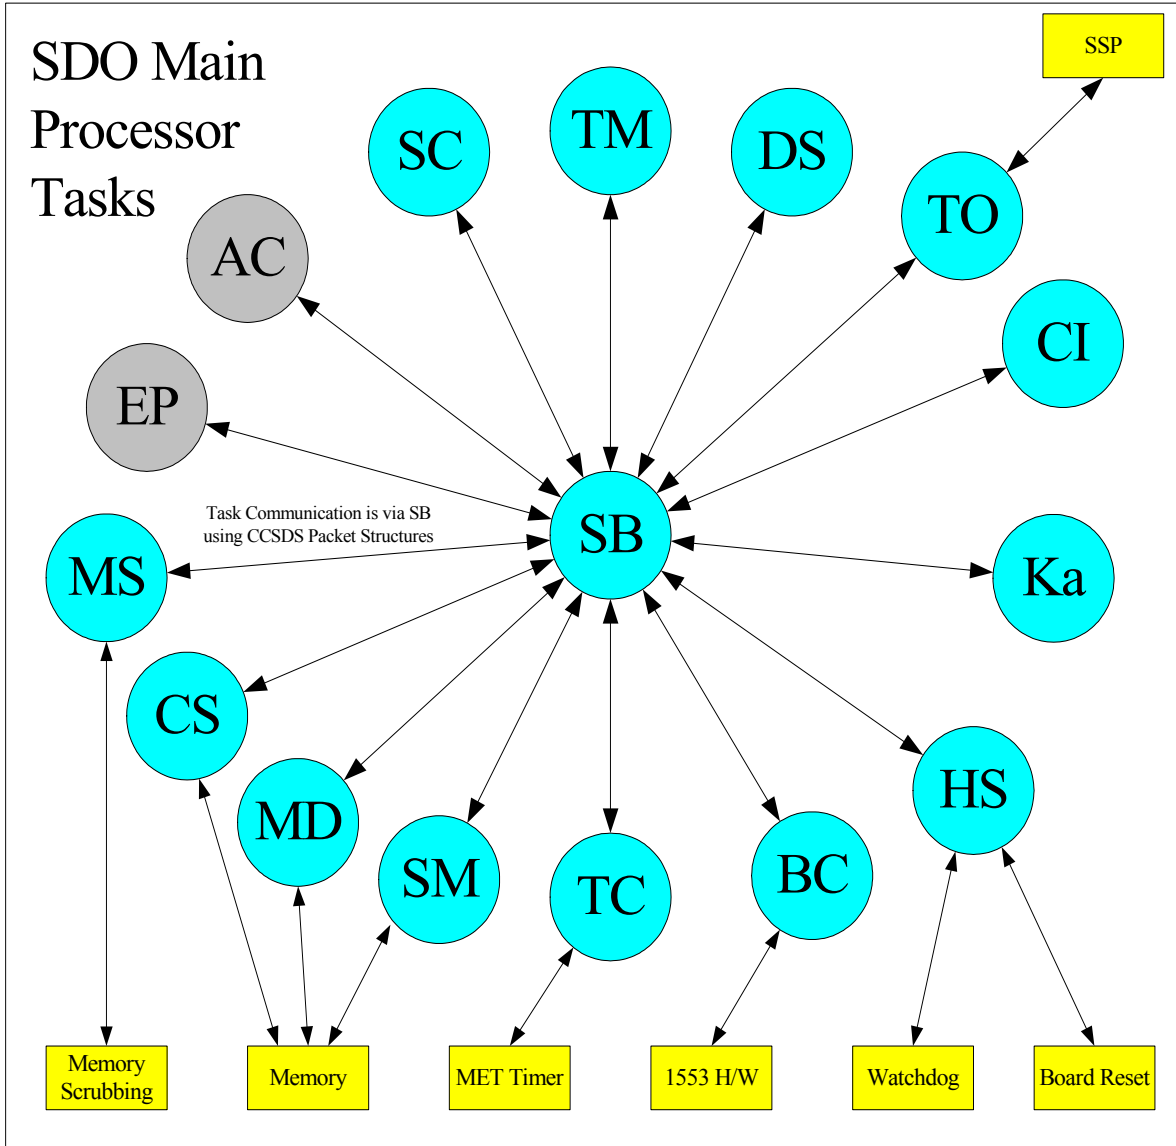 SDO Main
Processor
Tasks
SSP
SC
TM
DS
TO
AC
CI
EP
Task Communication is via SB
using CCSDS Packet Structures
SB
MS
Ka
CS
MD
SM
TC
BC
HS
Memory
Scrubbing
Memory
MET Timer
1553 H/W
Watchdog
Board Reset